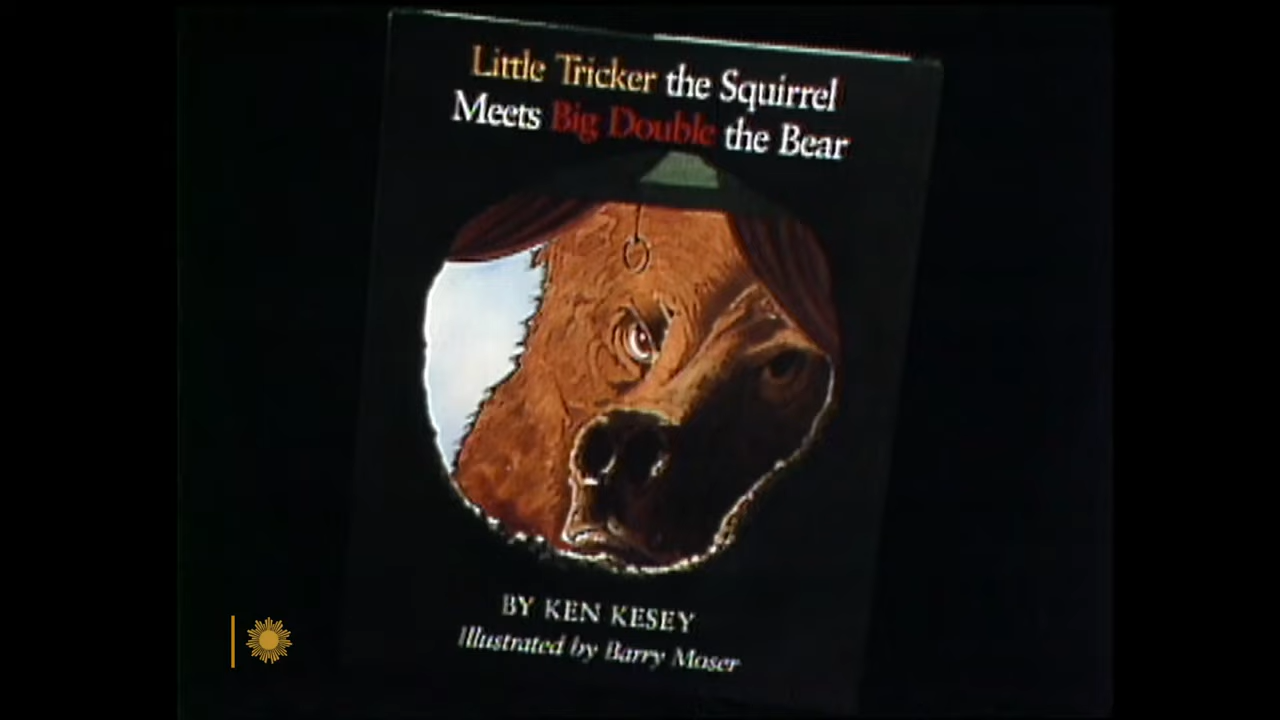 Little Tricker the Squirrel
Meets Big Double the Bear
BY KEN KESEY
Illustrated by Barry Moser